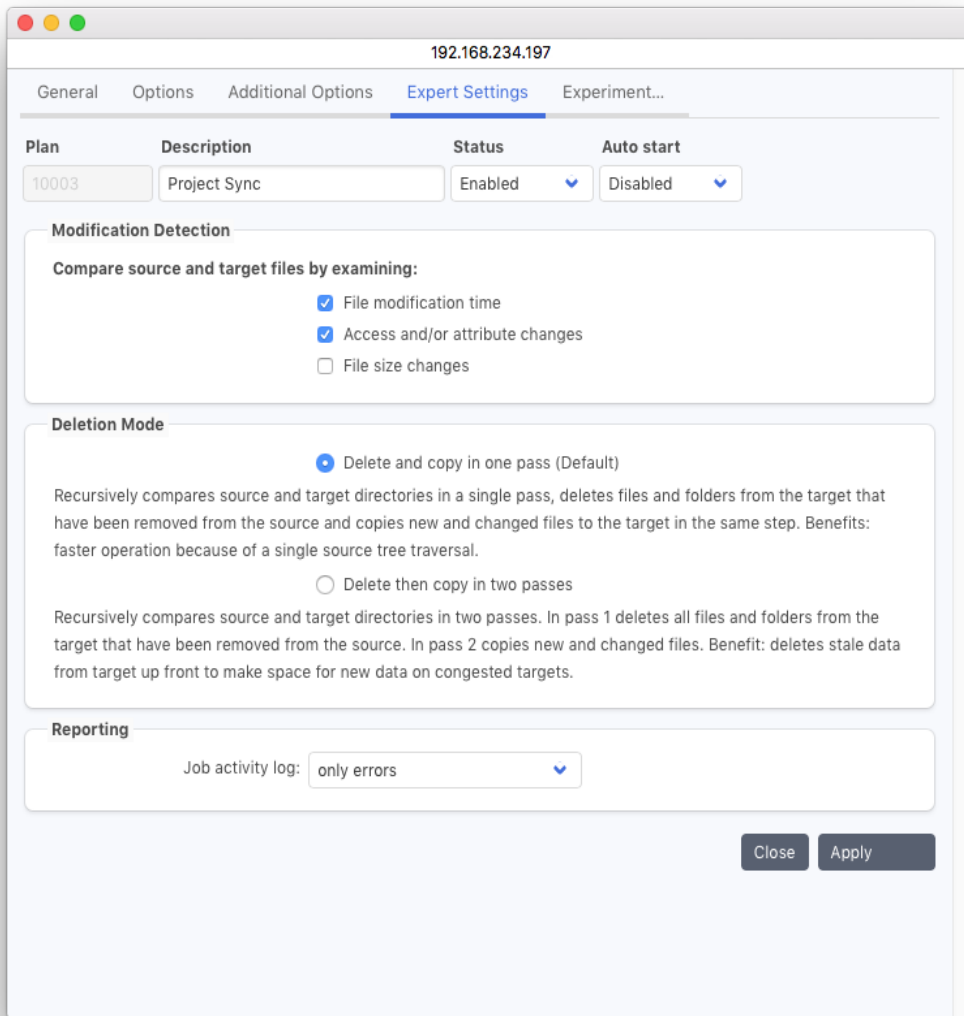 192.168.234.197
General Options Additional Options Expert Settings Experiment...
Plan Description Status Auto start
10003 Project Sync Enabled Disabled
Modification Detection
Compare source and target files by examining:
File modification time
Access and/or attribute changes
File size changes
Deletion Mode
Delete and copy in one pass (Default)
Recursively compares source and target directories in a single pass, deletes files and folders from the target that
have been removed from the source and copies new and changed files to the target in the same step. Benefits:
faster operation because of a single source tree traversal.
Delete then copy in two passes
Recursively compares source and target directories in two passes. In pass 1 deletes all files and folders from the
target that have been removed from the source. In pass 2 copies new and changed files. Benefit: deletes stale data
from target up front to make space for new data on congested targets.
Reporting
Job activity log: only errors
Close Apply